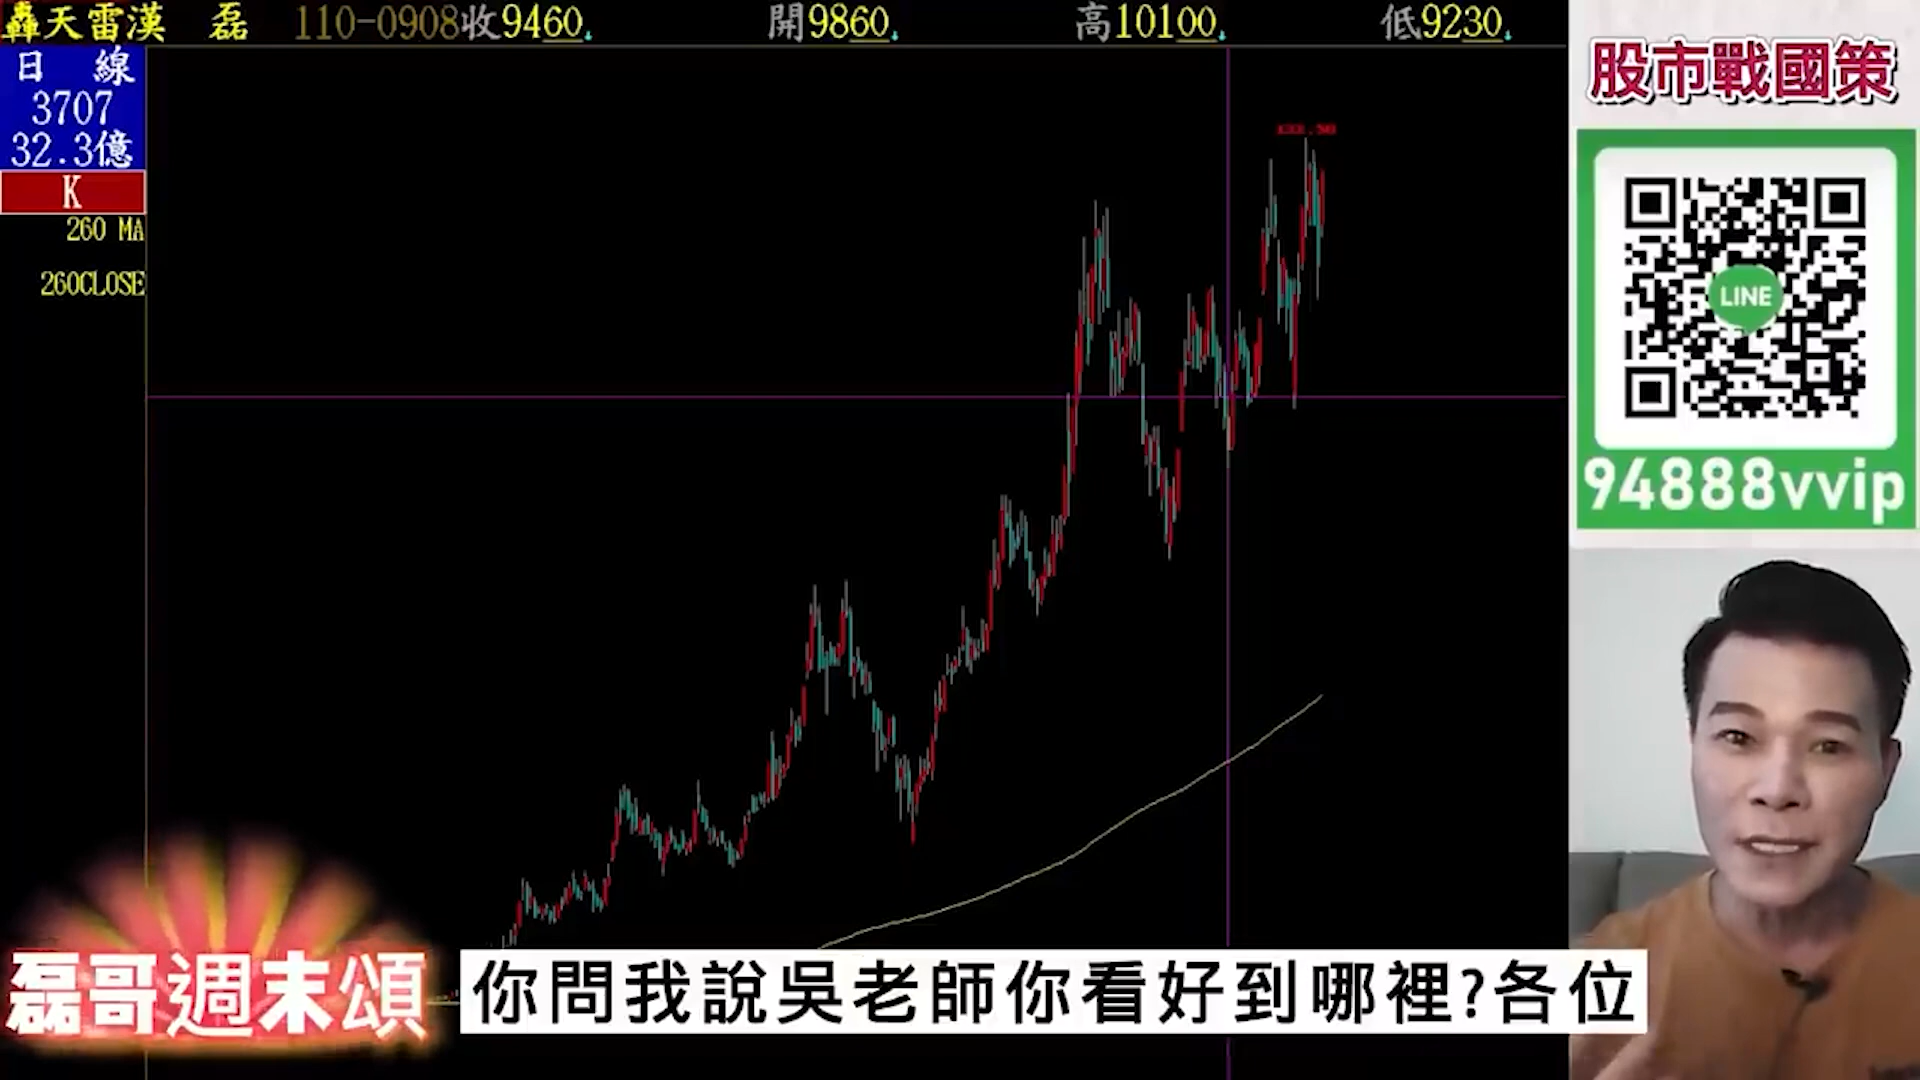 轟天雷漢 磊 110-0908收9460 開9860 高10100 低9230
日 線
3707
32.3億
K
260 MA
260CLOSE
股市戰國策
LINE
94888vvip
磊哥週末頌
你問我說吳老師你看好到哪裡?各位